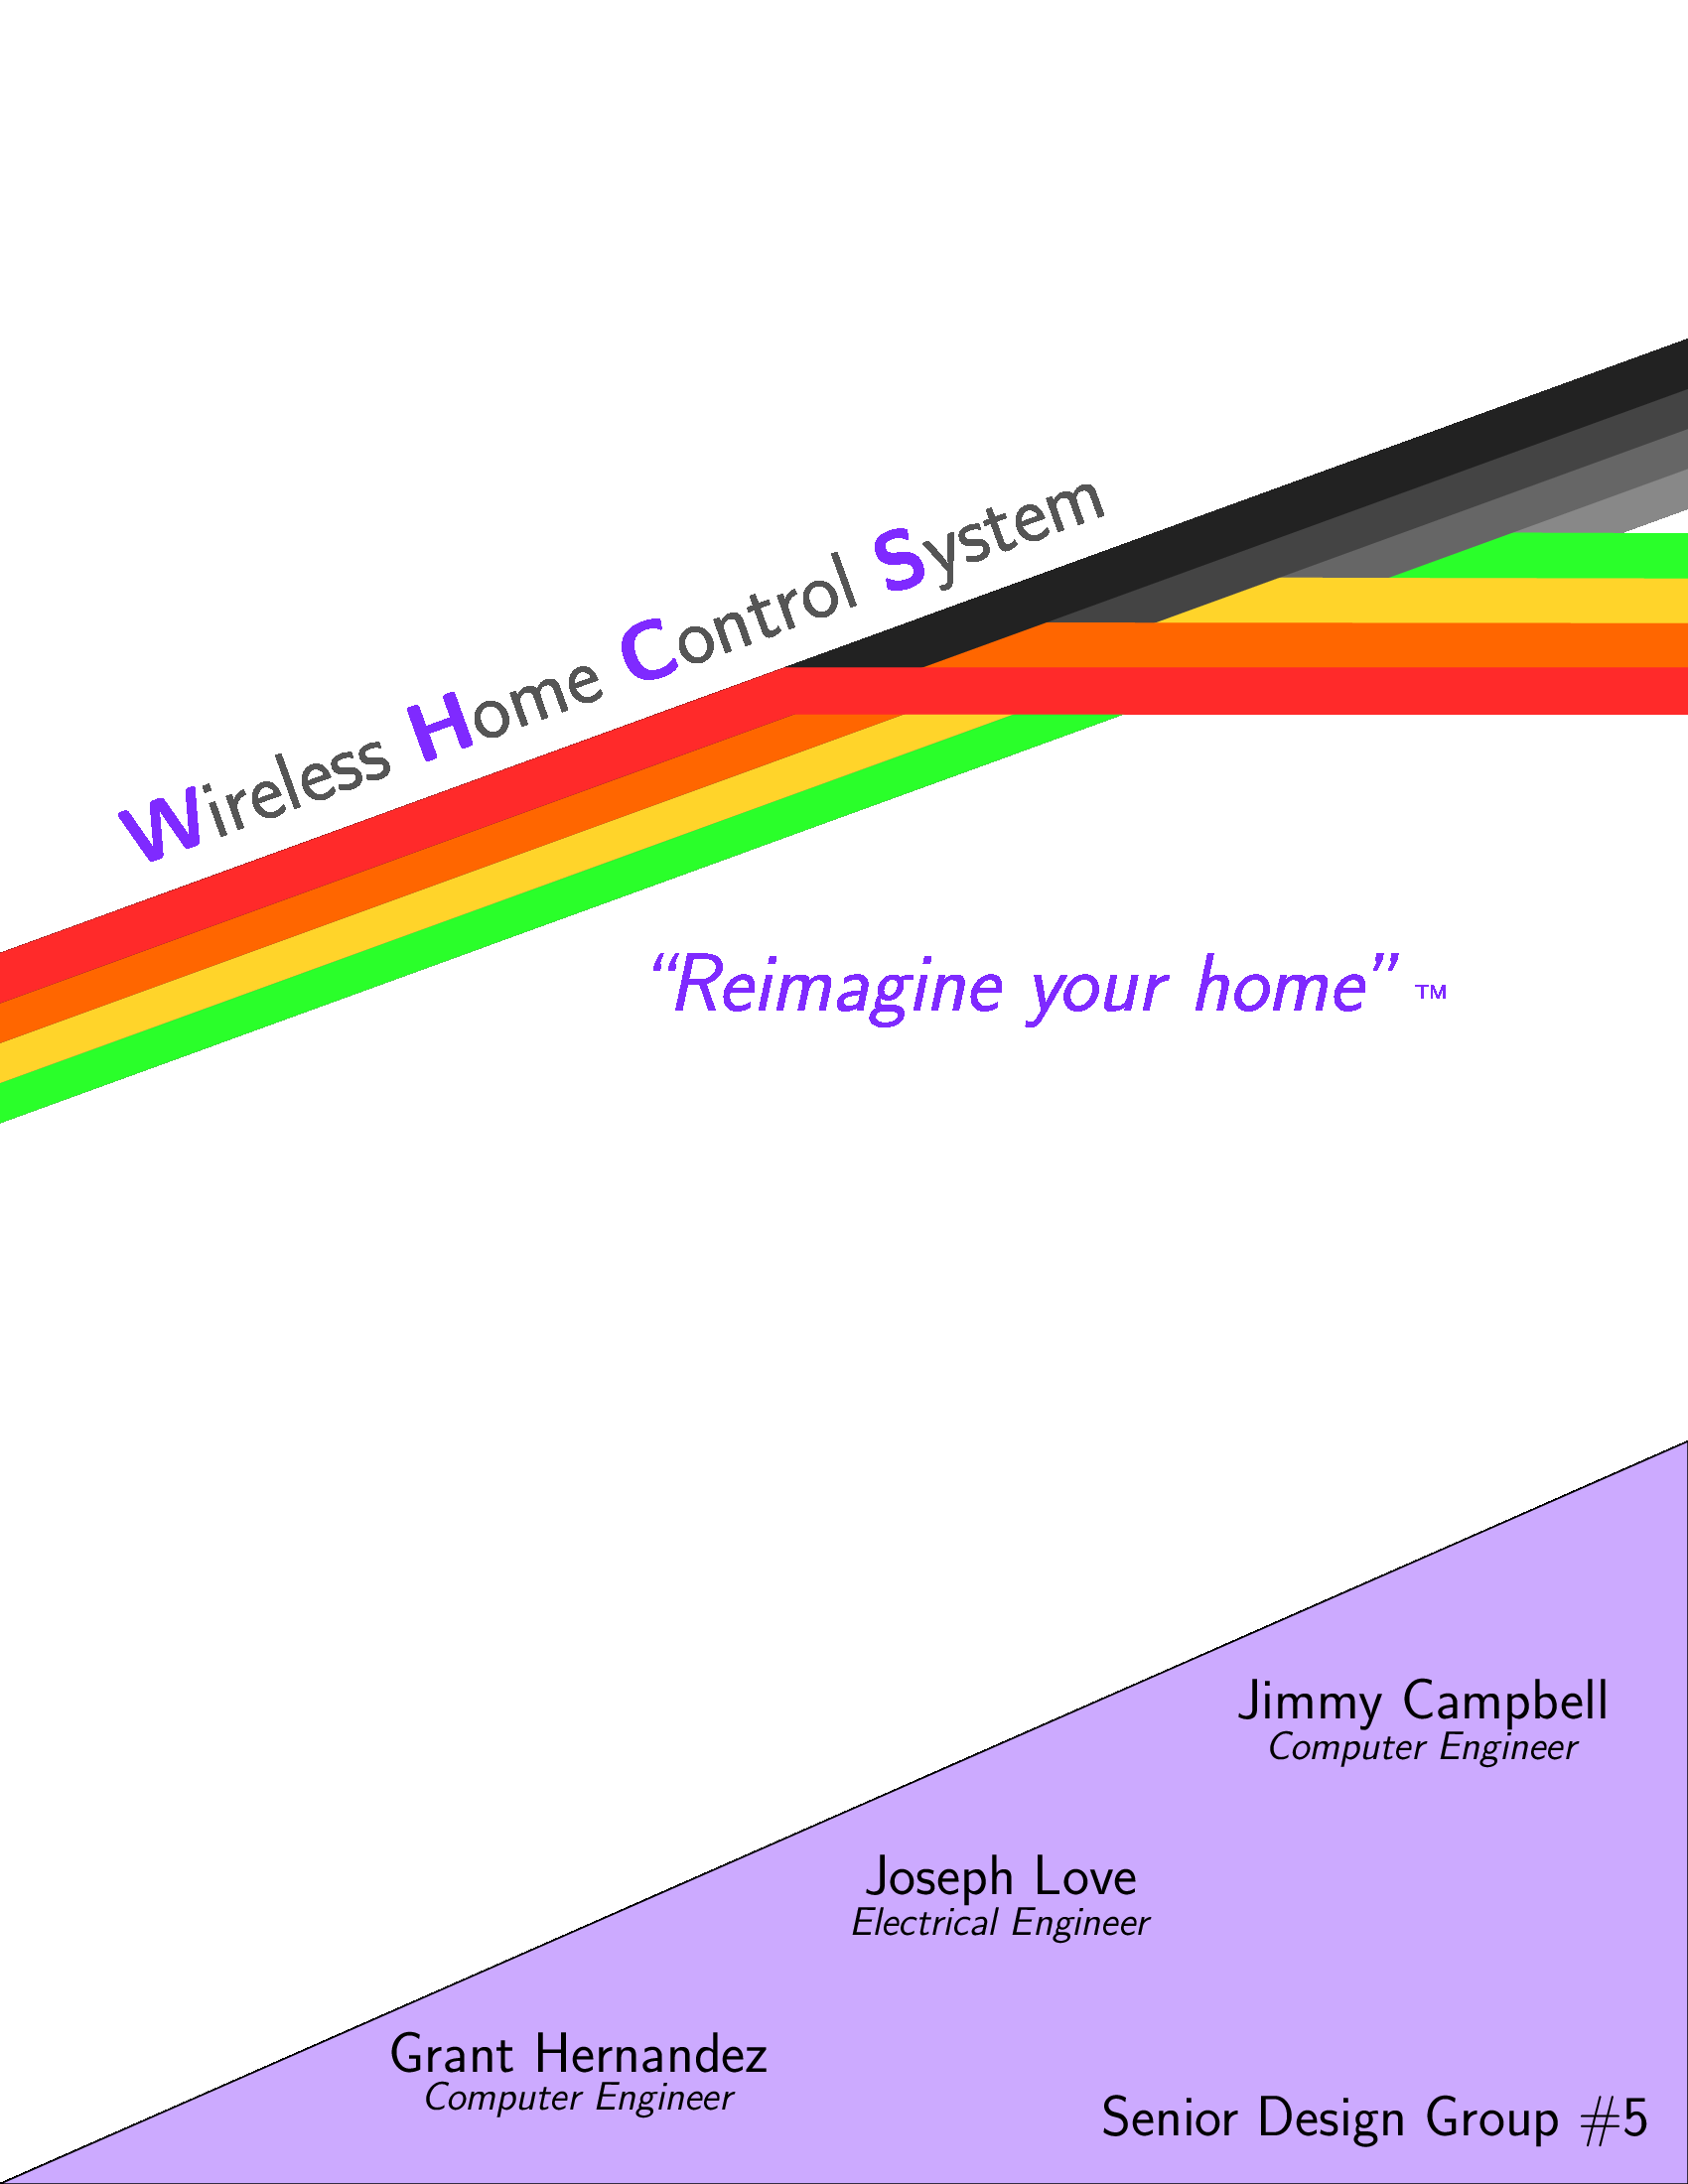 Wireless Home Control System
“Reimagine your home” ™
Jimmy Campbell
Computer Engineer
Joseph Love
Electrical Engineer
Grant Hernandez
Computer Engineer
Senior Design Group #5